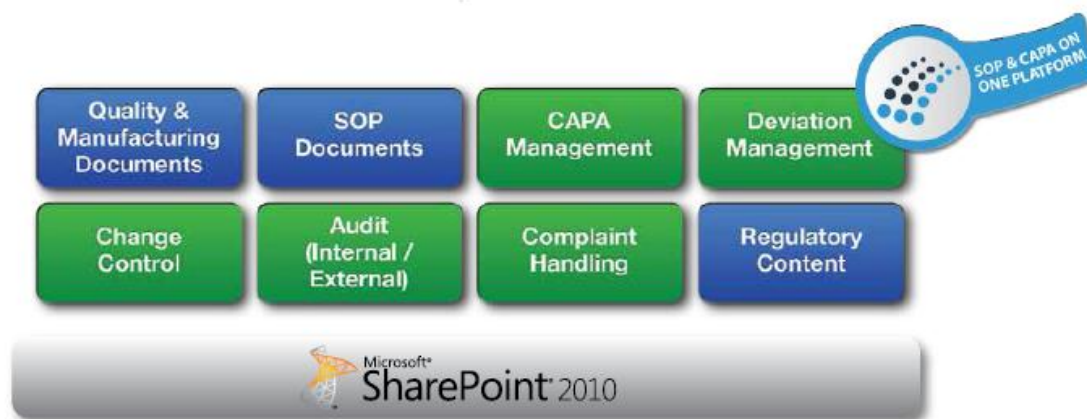 SOP & CAPA ON
ONE PLATFORM
Quality &
Manufacturing
Documents
SOP
Documents
CAPA
Management
Deviation
Management
Change
Control
Audit
(Internal /
External)
Complaint
Handling
Regulatory
Content
Microsoft®
SharePoint® 2010